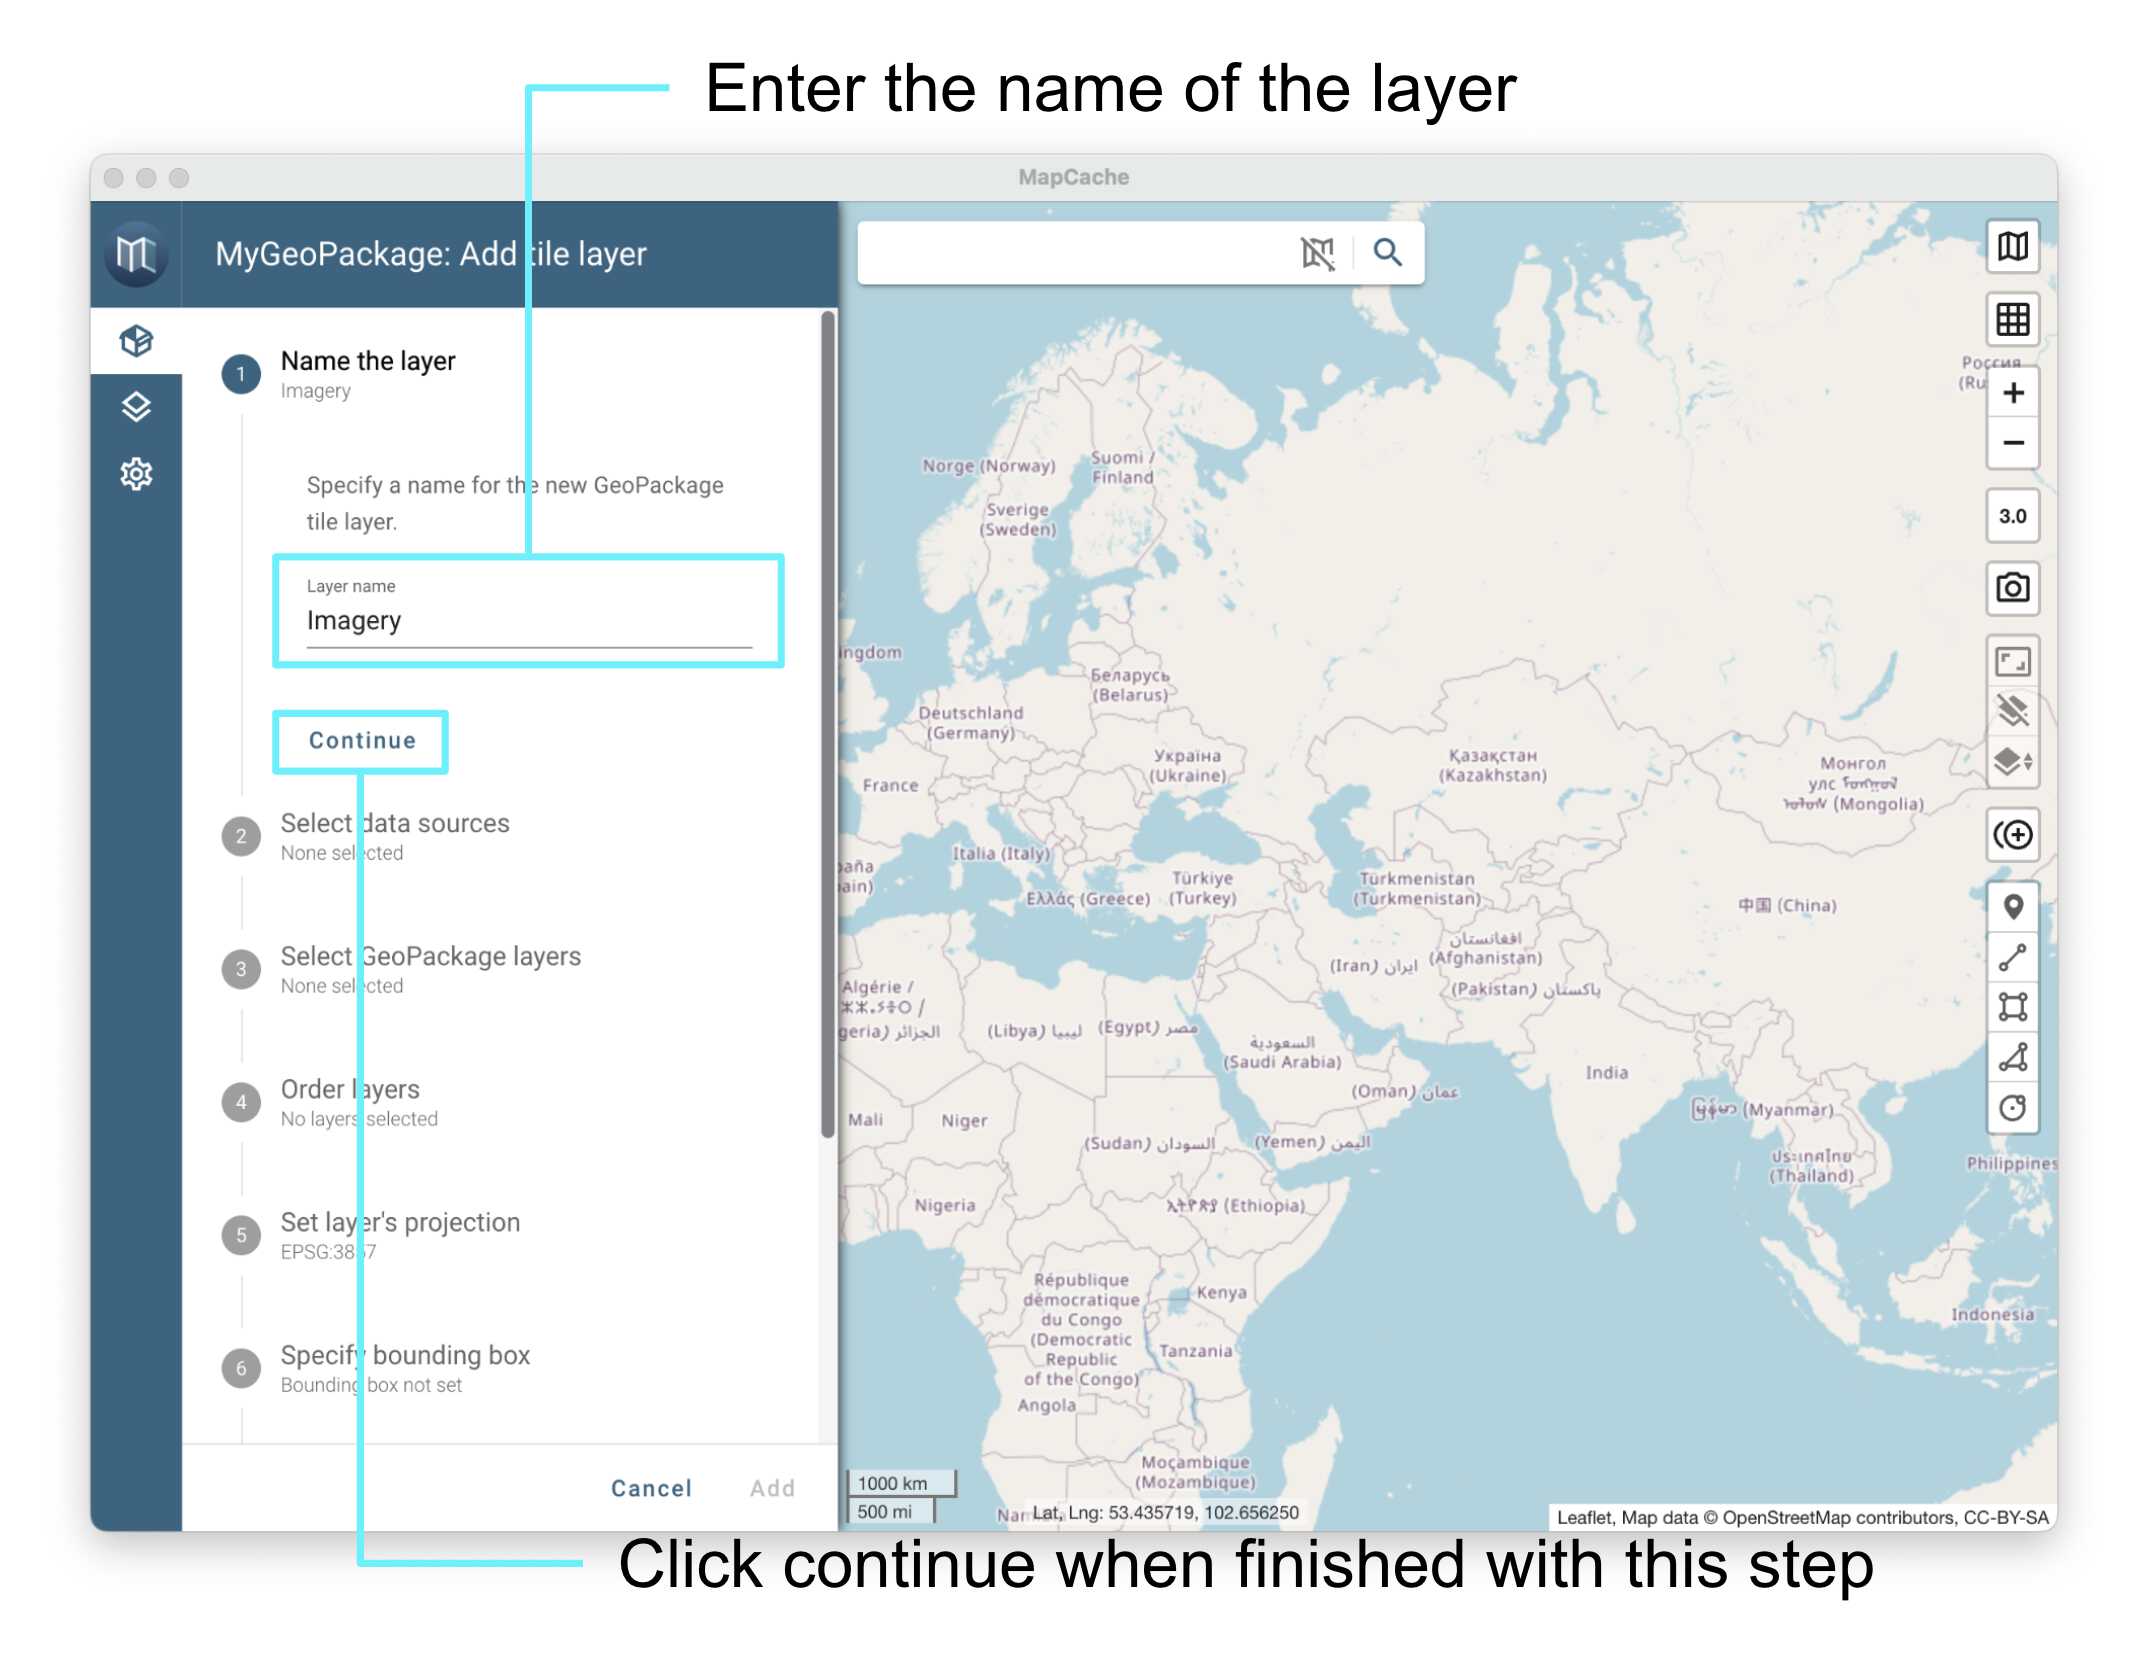 Enter the name of the layer
MapCache
MyGeoPackage: Add tile layer
1
Name the layer
Imagery
Specify a name for the new GeoPackage
tile layer.
Layer name
Imagery
Continue
2
Select data sources
None selected
3
Select GeoPackage layers
None selected
4
Order layers
No layers selected
5
Set layer's projection
EPSG:3857
6
Specify bounding box
Bounding box not set
Cancel
Add
Россия
(Ru
+
−
3.0
Norge (Norway)
Suomi /
Finland
Sverige
(Sweden)
ingdom
Беларусь
(Belarus)
Deutschland
(Germany)
Україна
(Ukraine)
France
Қазақстан
(Kazakhstan)
Монгол
улс
(Mongolia)
Italia (Italy)
aña
ain)
Ελλάς (Greece)
Türkiye
(Turkey)
Türkmenistan
(Turkmenistan)
中国 (China)
افغانستان
(Afghanistan)
ایران (Iran)
پاکستان (Pakistan)
Algérie /
ⵍⵣⵣⴰⵢⴻⵔ /
الجزائر (geria)
ليبيا (Libya)
مصر (Egypt)
السعودية
(Saudi Arabia)
India
عمان (Oman)
မြန်မာ (Myanmar)
Mali
Niger
السودان (Sudan)
اليمن (Yemen)
ประเทศไทย
(Thailand)
Philippines
Nigeria
ኢትዮጵያ (Ethiopia)
République
démocratique
du Congo
(Democratic
Republic
of the Congo)
Kenya
Indonesia
Tanzania
Angola
Moçambique
(Mozambique)
Nam
1000 km
500 mi
Lat, Lng: 53.435719, 102.656250
Leaflet, Map data © OpenStreetMap contributors, CC-BY-SA
Click continue when finished with this step